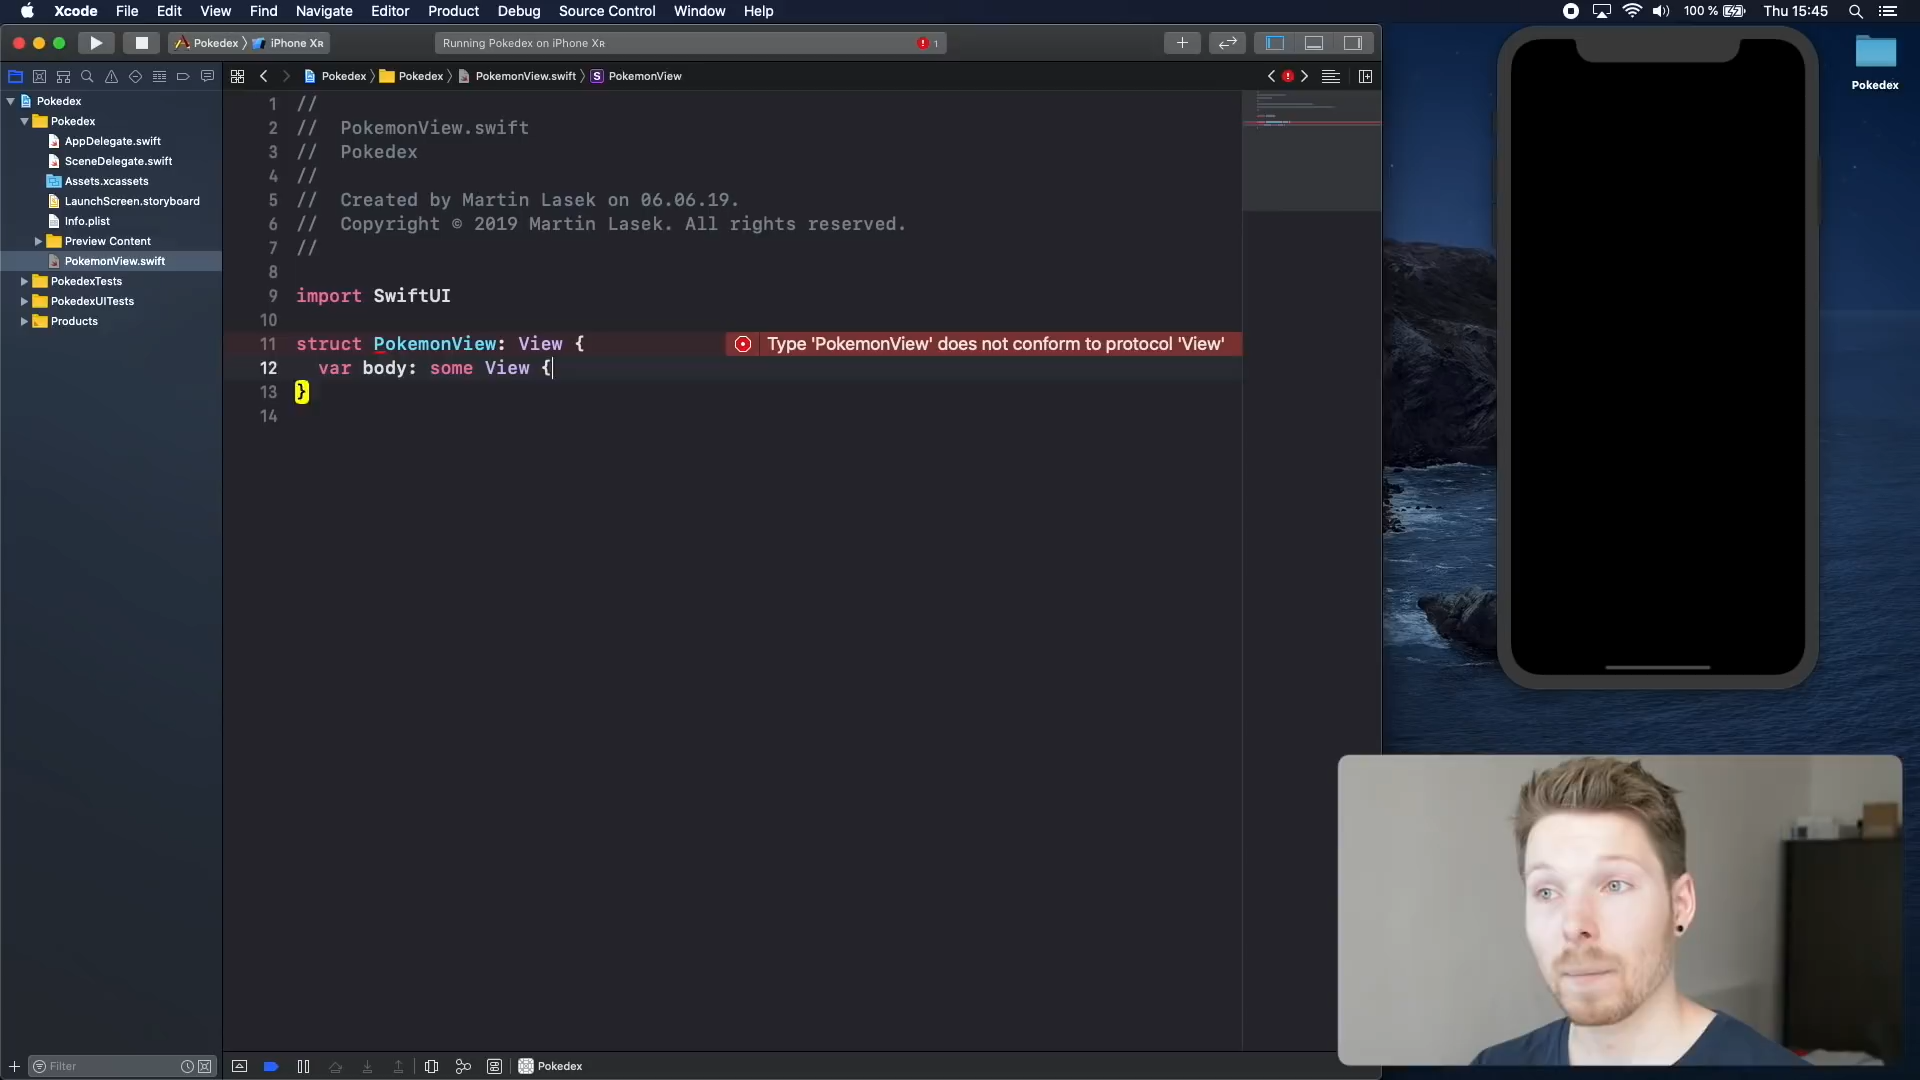 Xcode File Edit View Find Navigate Editor Product Debug Source Control Window Help
100 % Thu 15:45
Pokedex iPhone XR
Running Pokedex on iPhone XR
1
Pokedex
Pokedex Pokedex PokemonView.swift S PokemonView
Pokedex
Pokedex
AppDelegate.swift
SceneDelegate.swift
Assets.xcassets
LaunchScreen.storyboard
Info.plist
Preview Content
PokemonView.swift
PokedexTests
PokedexUITests
Products
1 //
2 // PokemonView.swift
3 // Pokedex
4 //
5 // Created by Martin Lasek on 06.06.19.
6 // Copyright © 2019 Martin Lasek. All rights reserved.
7 //
8
9 import SwiftUI
10
11 struct PokemonView: View { Type 'PokemonView' does not conform to protocol 'View'
12 var body: some View {
13 }
14
Filter
Pokedex